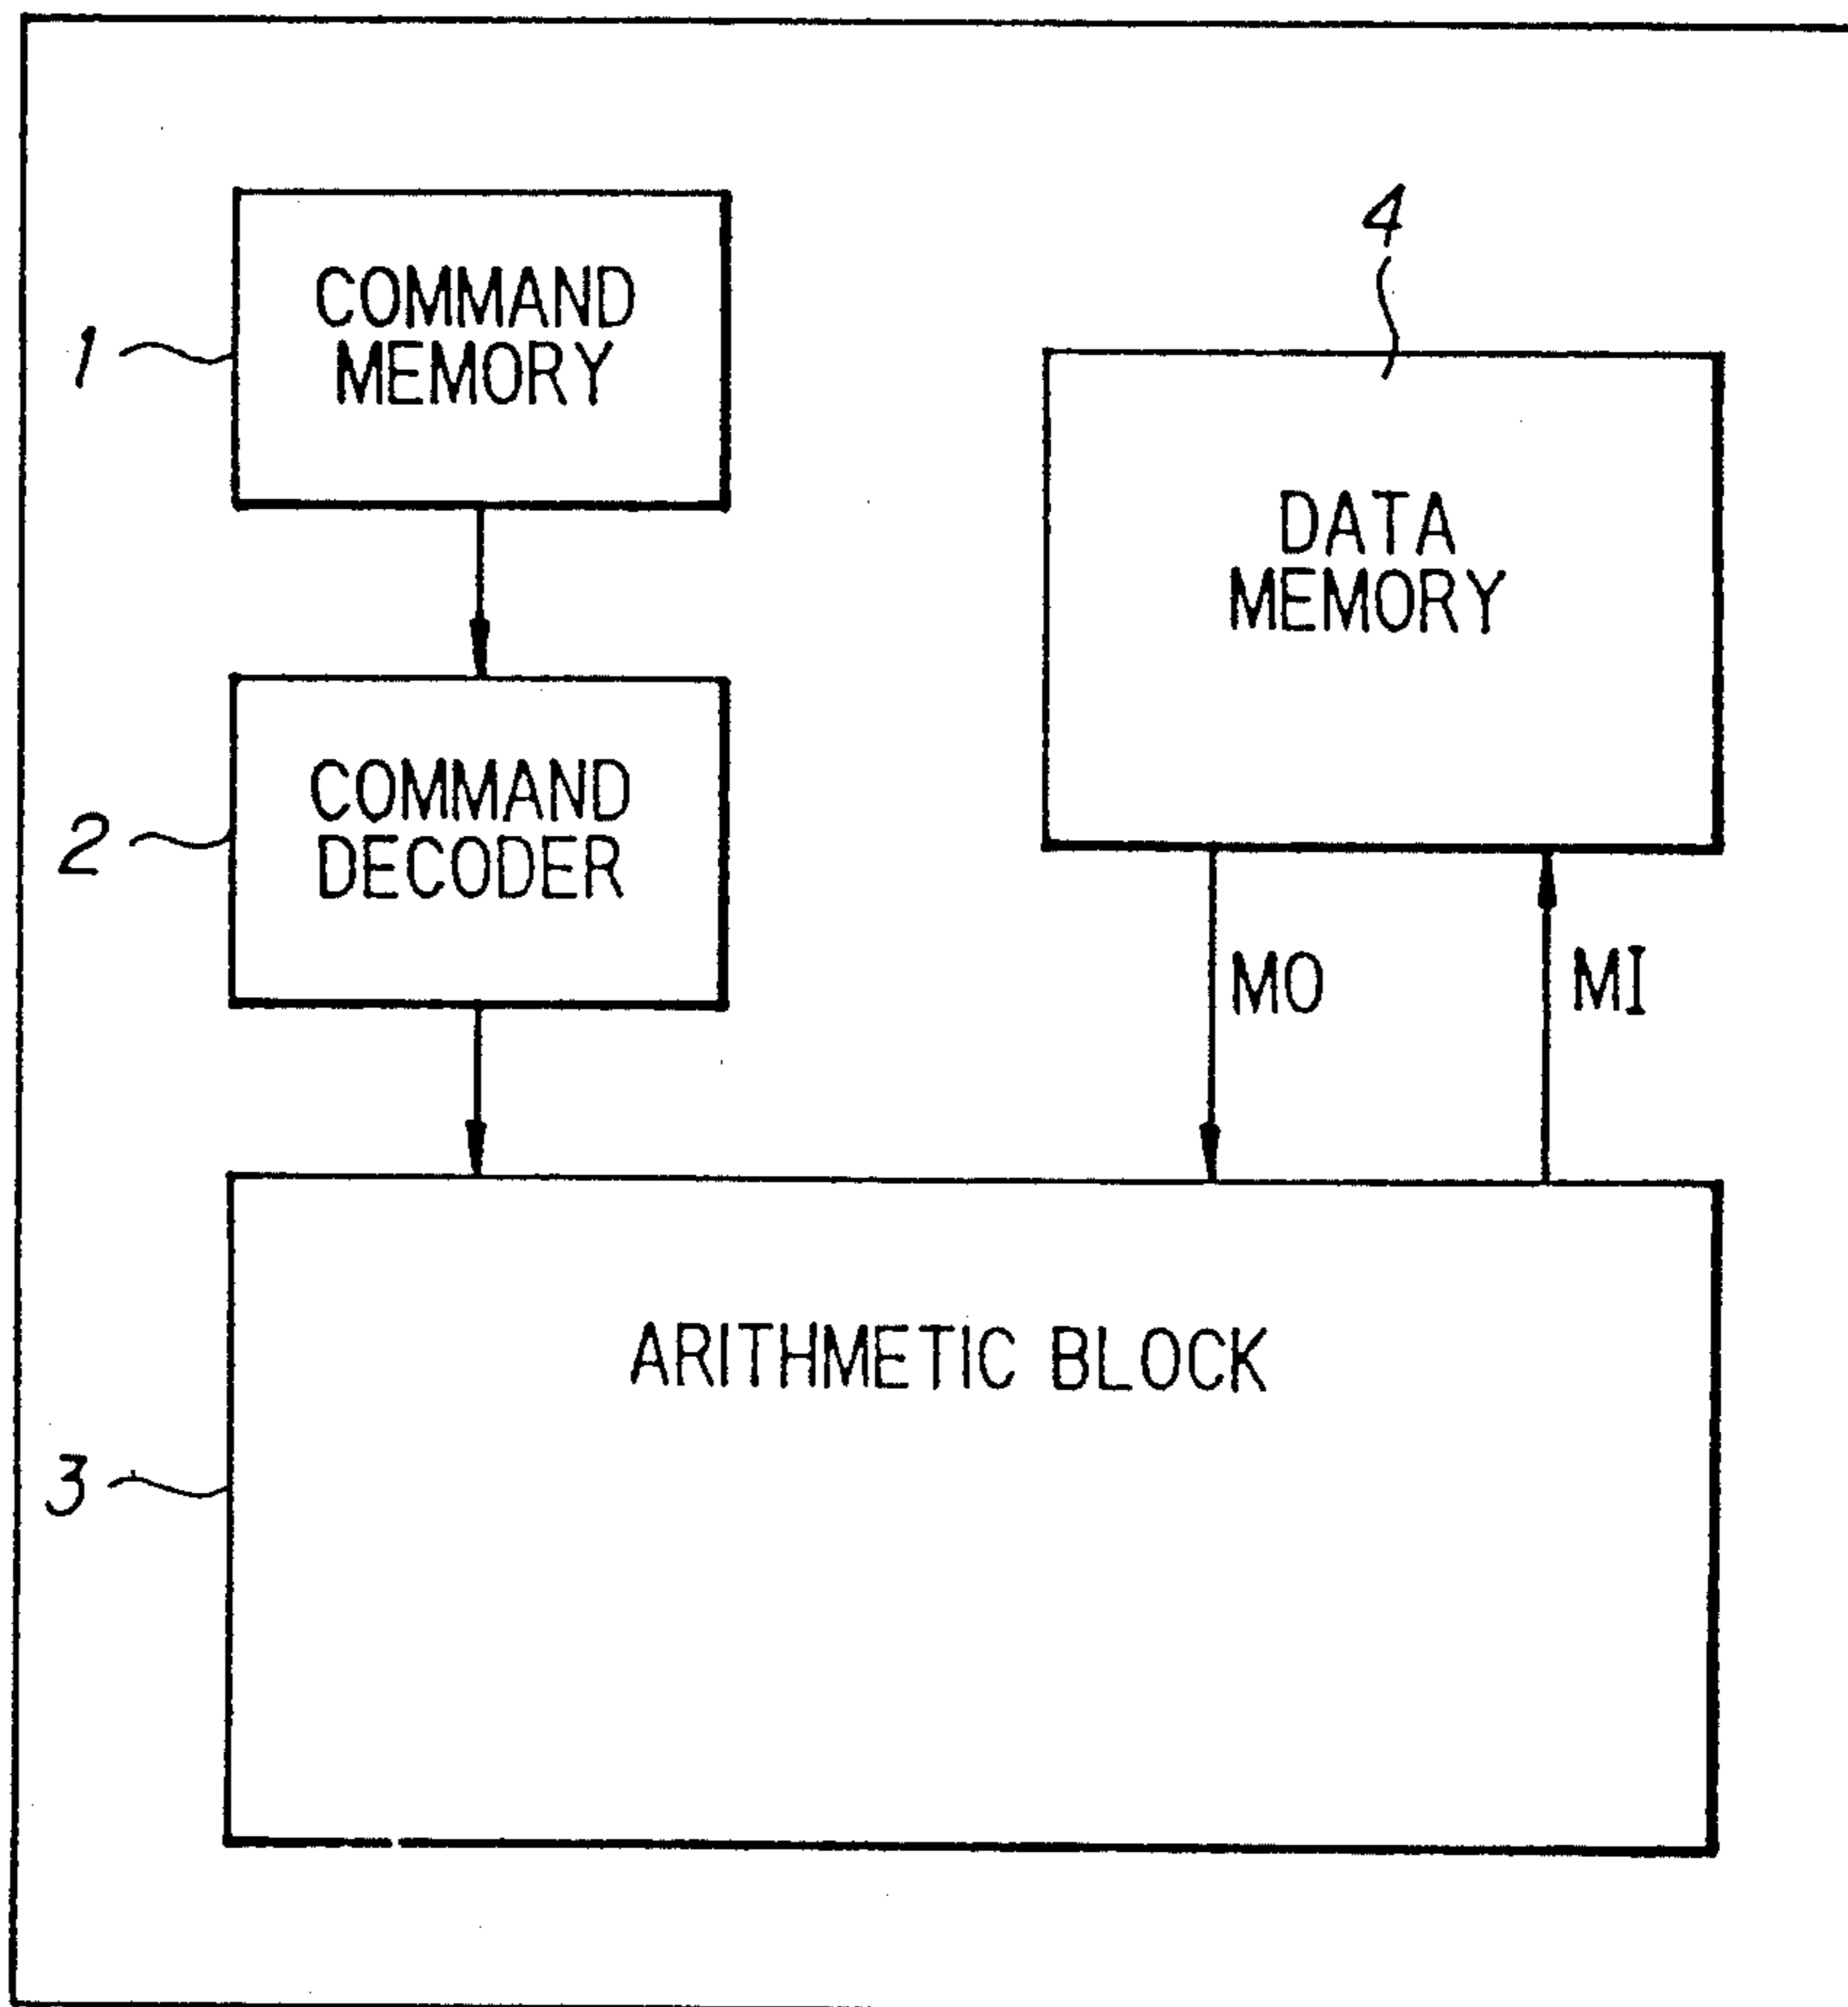 COMMAND
MEMORY
1
4
DATA
MEMORY
COMMAND
DECODER
2
MO
MI
ARITHMETIC BLOCK
3